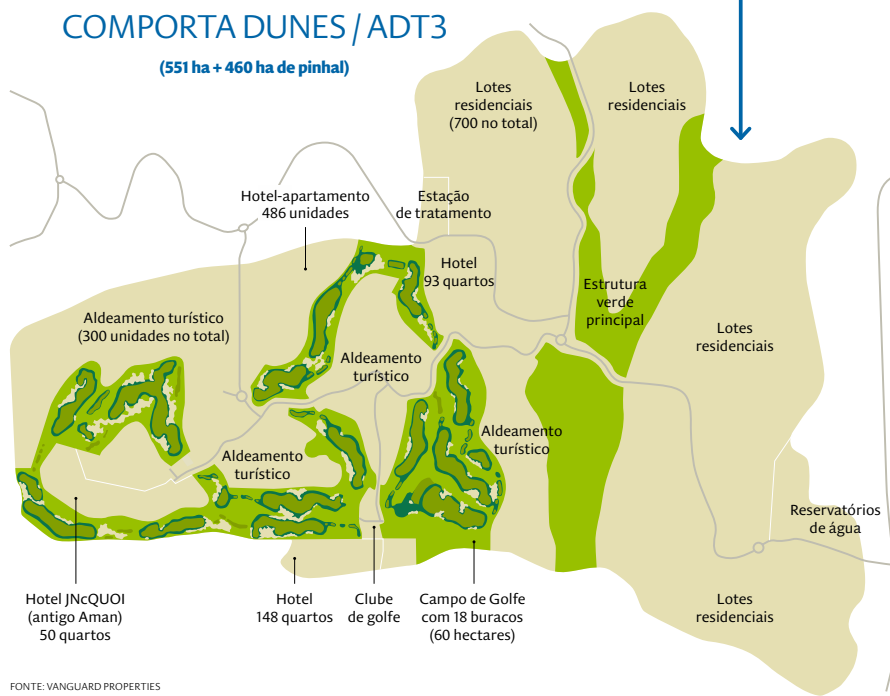 COMPORTA DUNES / ADT3
(551 ha + 460 ha de pinhal)
Lotes
residenciais
(700 no total)
Lotes
residenciais
Hotel-apartamento
486 unidades
Estação
de tratamento
Hotel
93 quartos
Estrutura
verde
principal
Aldeamento turístico
(300 unidades no total)
Lotes
residenciais
Aldeamento
turístico
Aldeamento
turístico
Aldeamento
turístico
Reservatórios
de água
Hotel JNcQUOI
(antigo Aman)
50 quartos
Hotel
148 quartos
Clube
de golfe
Campo de Golfe
com 18 buracos
(60 hectares)
Lotes
residenciais
FONTE: VANGUARD PROPERTIES